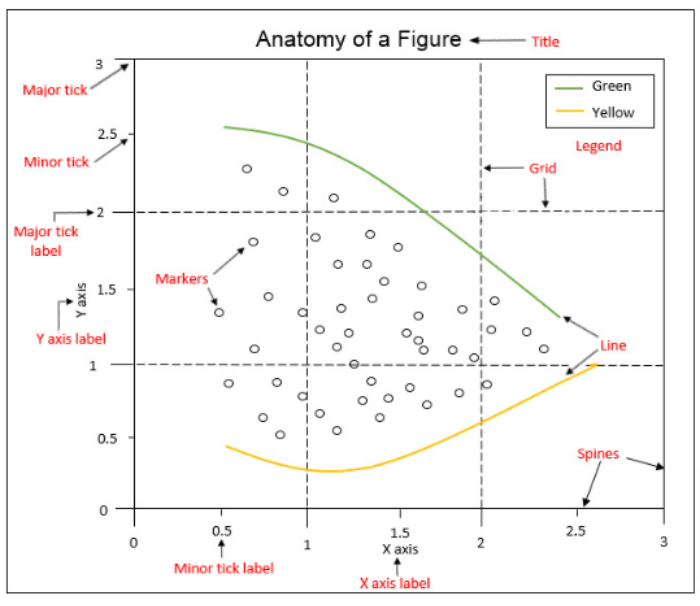 Anatomy of a Figure
Title
3
Major tick
Green
Yellow
2.5
Legend
Minor tick
Grid
2
Major tick
label
Markers
1.5
Y axis
Y axis label
Line
1
0.5
Spines
0
0
0.5
1
1.5
2
2.5
3
X axis
Minor tick label
X axis label